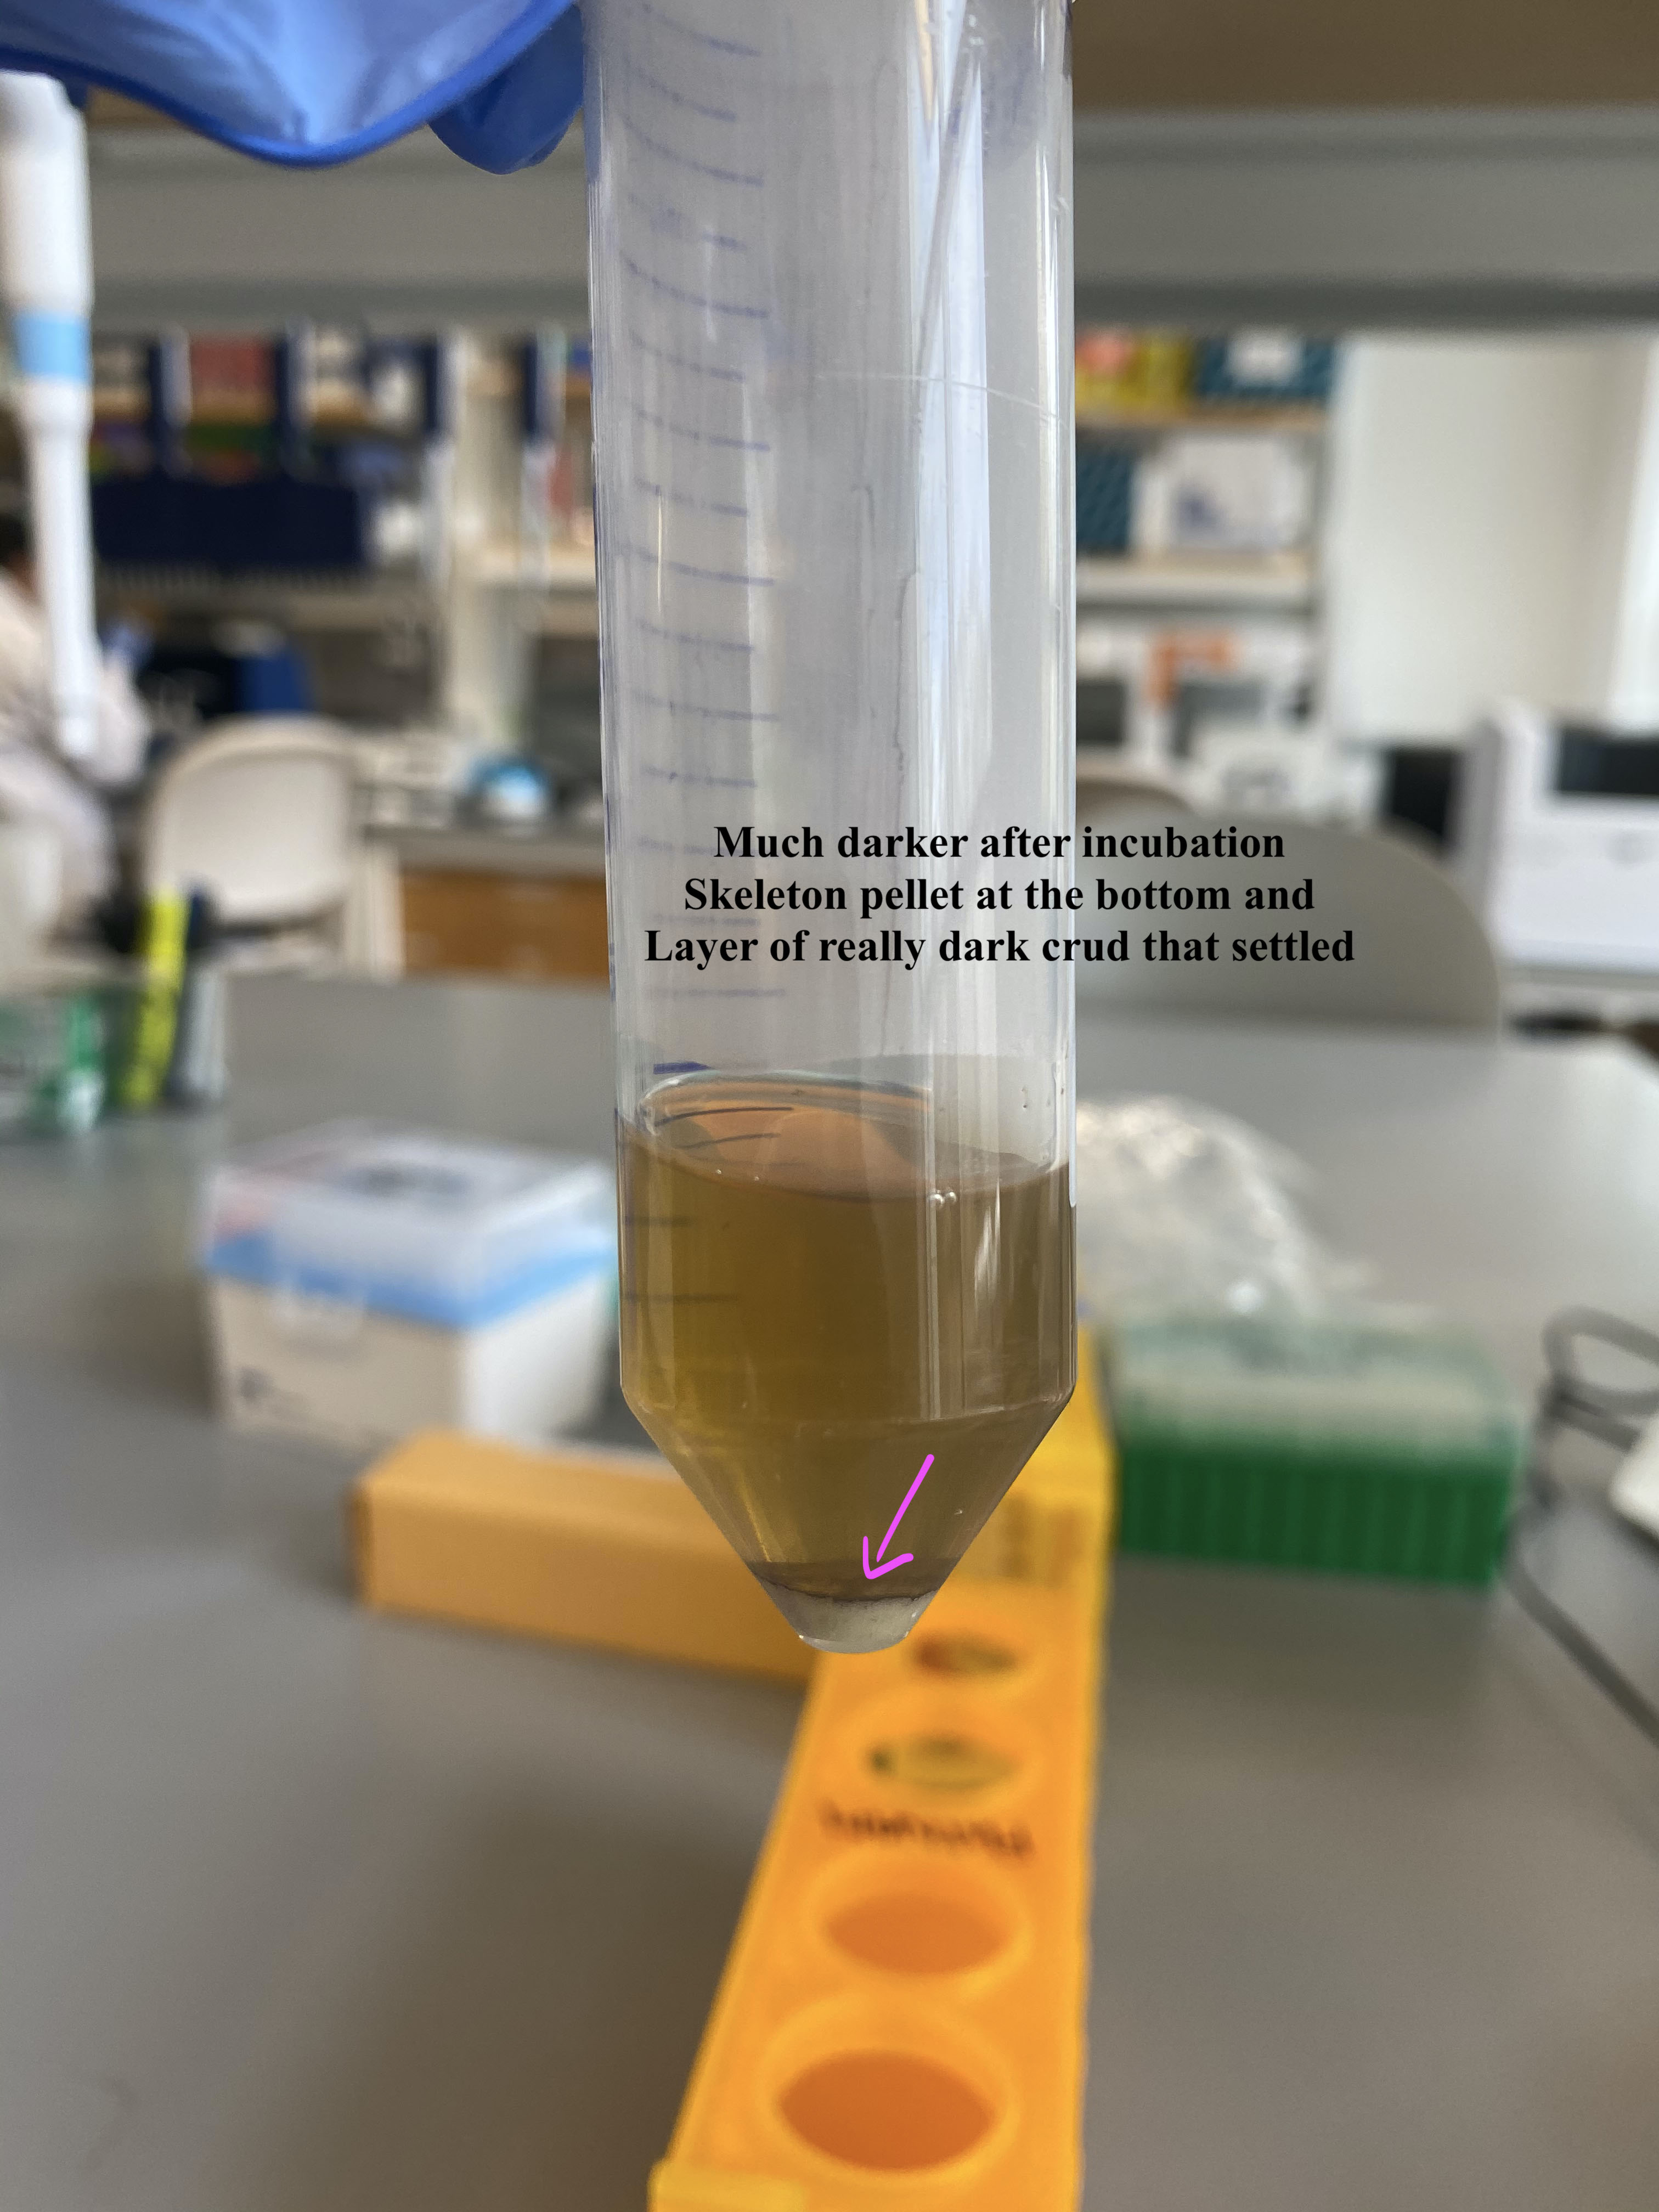 Much darker after incubation
Skeleton pellet at the bottom and
Layer of really dark crud that settled